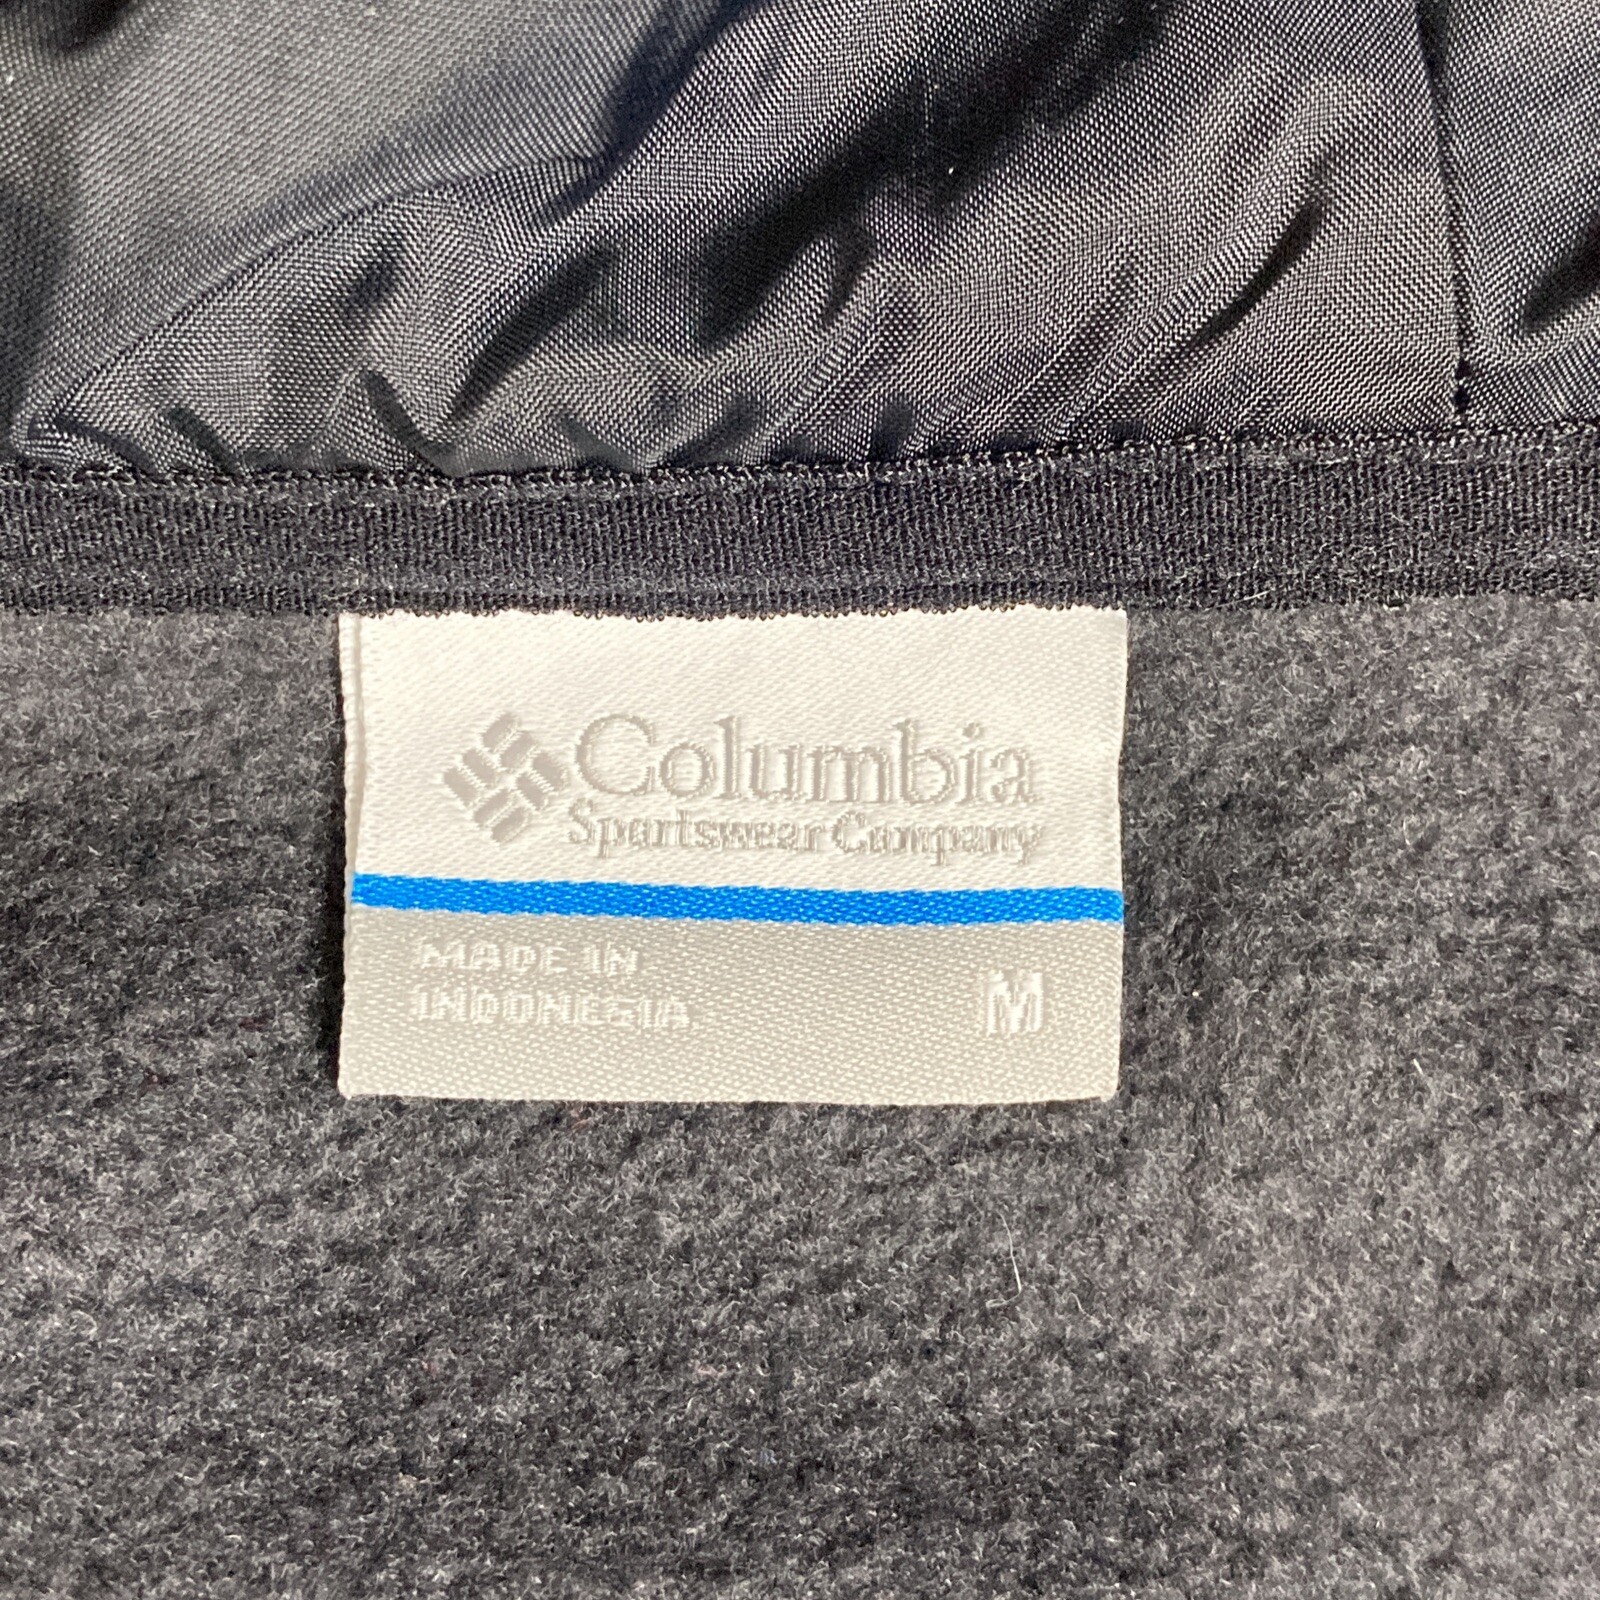 Columbia
Sportswear Company
MADE IN
INDONESIA
M